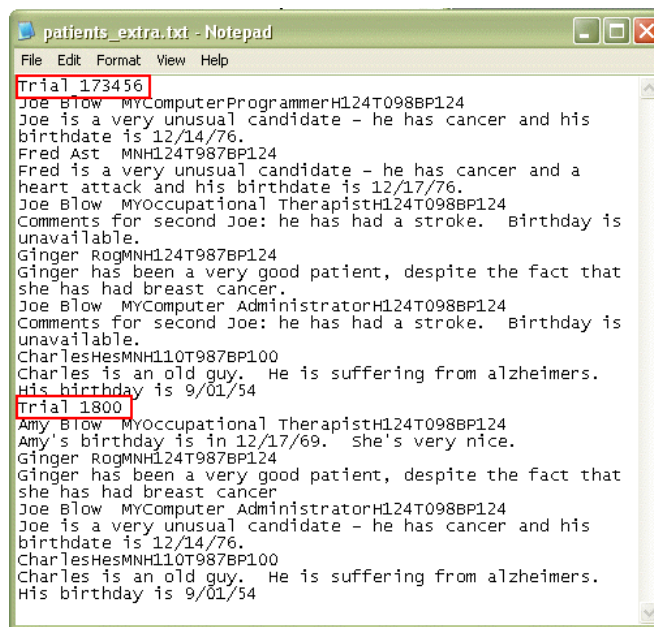 patients_extra.txt - Notepad
File Edit Format View Help
Trial 173456
Joe Blow  MYComputerProgrammerH124T098BP124
Joe is a very unusual candidate – he has cancer and his
birthdate is 12/14/76.
Fred Ast  MNH124T987BP124
Fred is a very unusual candidate – he has cancer and a
heart attack and his birthdate is 12/17/76.
Joe Blow  MYOccupational TherapistH124T098BP124
Comments for second Joe: he has had a stroke.  Birthday is
unavailable.
Ginger RogMNH124T987BP124
Ginger has been a very good patient, despite the fact that
she has had breast cancer.
Joe Blow  MYComputer AdministratorH124T098BP124
Comments for second Joe: he has had a stroke.  Birthday is
unavailable.
CharlesHesMNH110T987BP100
Charles is an old guy.  He is suffering from alzheimers.
His birthday is 9/01/54
Trial 1800
Amy Blow  MYOccupational TherapistH124T098BP124
Amy's birthday is in 12/17/69.  She's very nice.
Ginger RogMNH124T987BP124
Ginger has been a very good patient, despite the fact that
she has had breast cancer
Joe Blow  MYComputer AdministratorH124T098BP124
Joe is a very unusual candidate – he has cancer and his
birthdate is 12/14/76.
CharlesHesMNH110T987BP100
Charles is an old guy.  He is suffering from alzheimers.
His birthday is 9/01/54